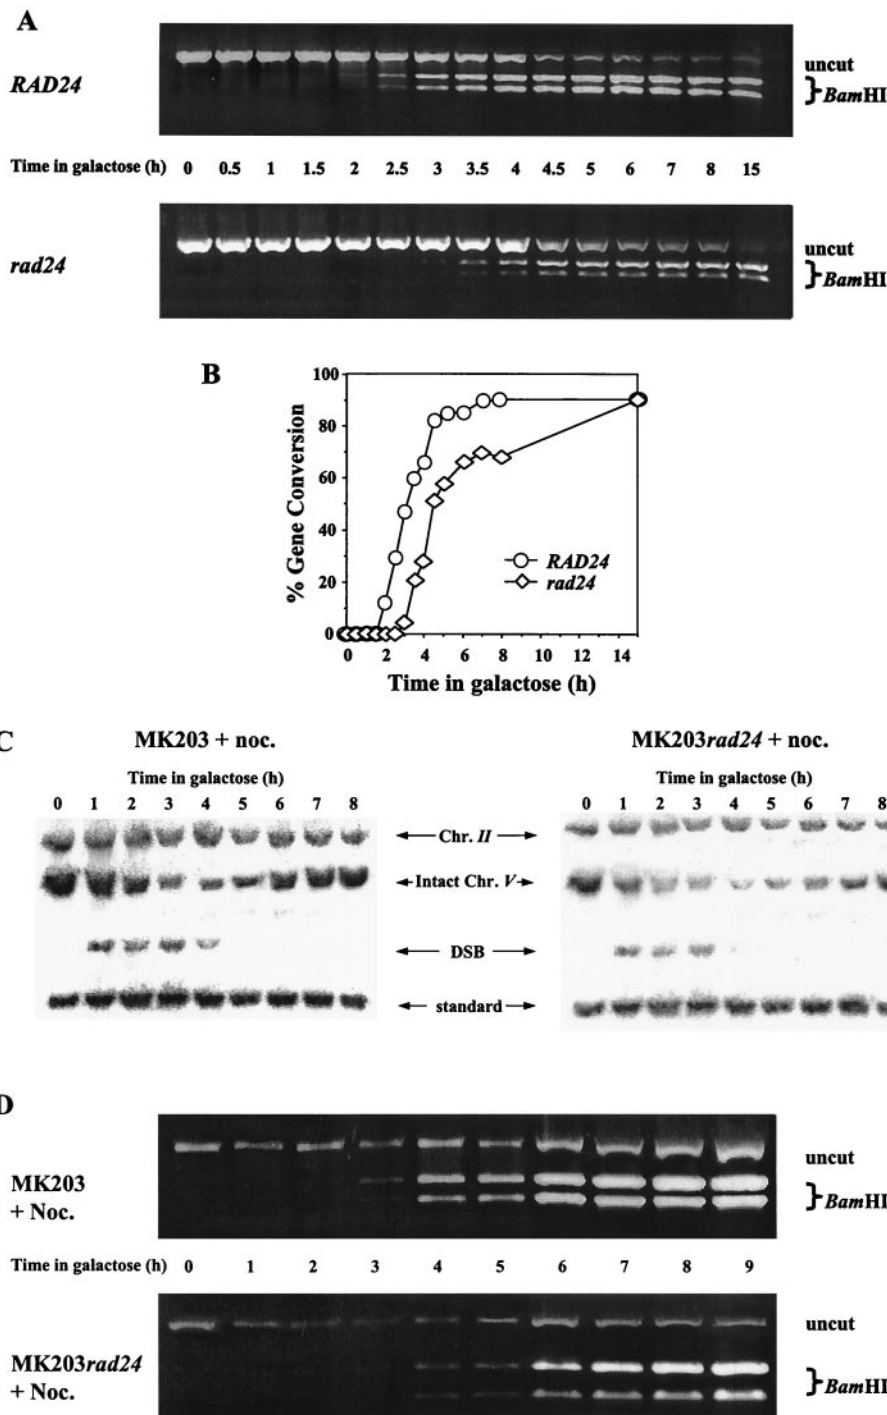 A
RAD24
uncut
BamHI
Time in galactose (h) 0 0.5 1 1.5 2 2.5 3 3.5 4 4.5 5 6 7 8 15
rad24
uncut
BamHI
B
% Gene Conversion
100
80
60
40
20
0
RAD24
rad24
0 2 4 6 8 10 12 14
Time in galactose (h)
C
MK203 + noc.
MK203rad24 + noc.
Time in galactose (h)
Time in galactose (h)
0 1 2 3 4 5 6 7 8
0 1 2 3 4 5 6 7 8
Chr. II
Intact Chr. V
DSB
standard
D
MK203
+ Noc.
uncut
BamHI
Time in galactose (h) 0 1 2 3 4 5 6 7 8 9
MK203rad24
+ Noc.
uncut
BamHI